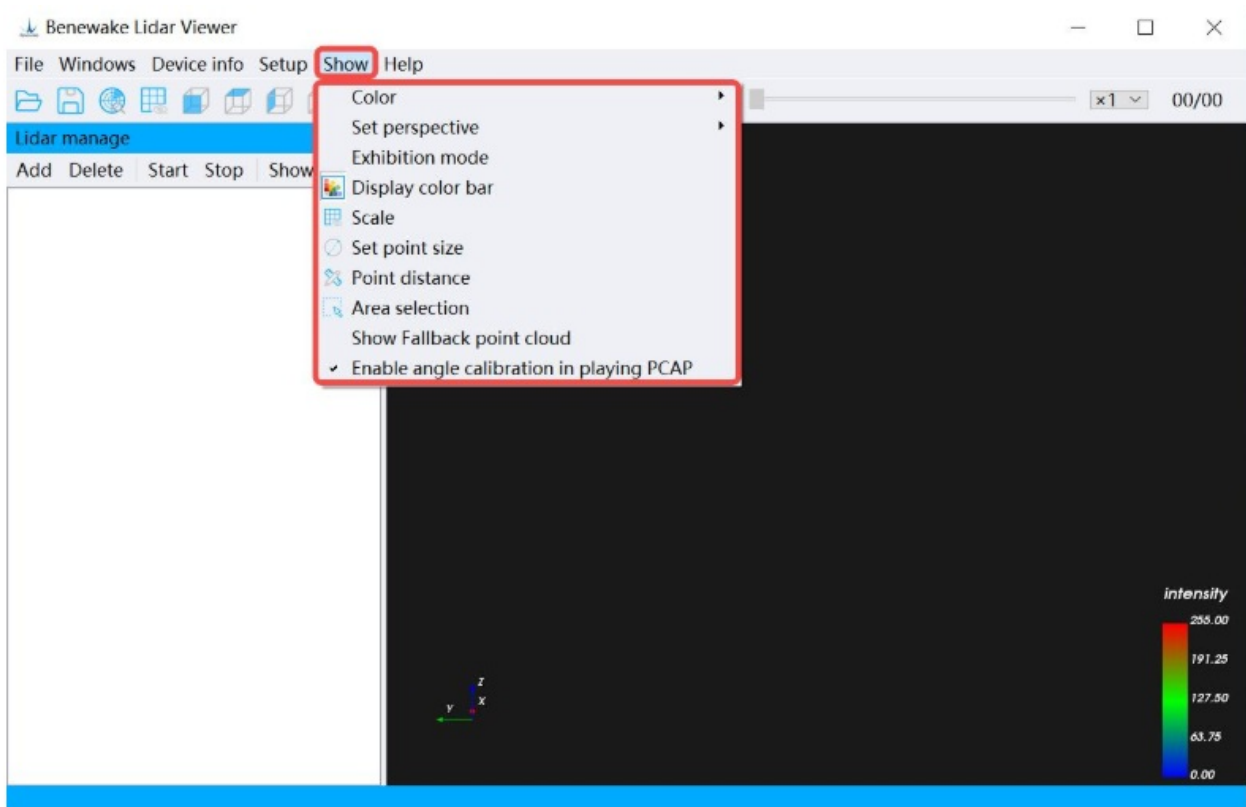 Benewake Lidar Viewer
File Windows Device info Setup Show Help
×1 00/00
Lidar manage
Add Delete Start Stop Show
Color
Set perspective
Exhibition mode
Display color bar
Scale
Set point size
Point distance
Area selection
Show Fallback point cloud
Enable angle calibration in playing PCAP
intensity
255.00
191.25
127.50
63.75
0.00
Z
X
Y